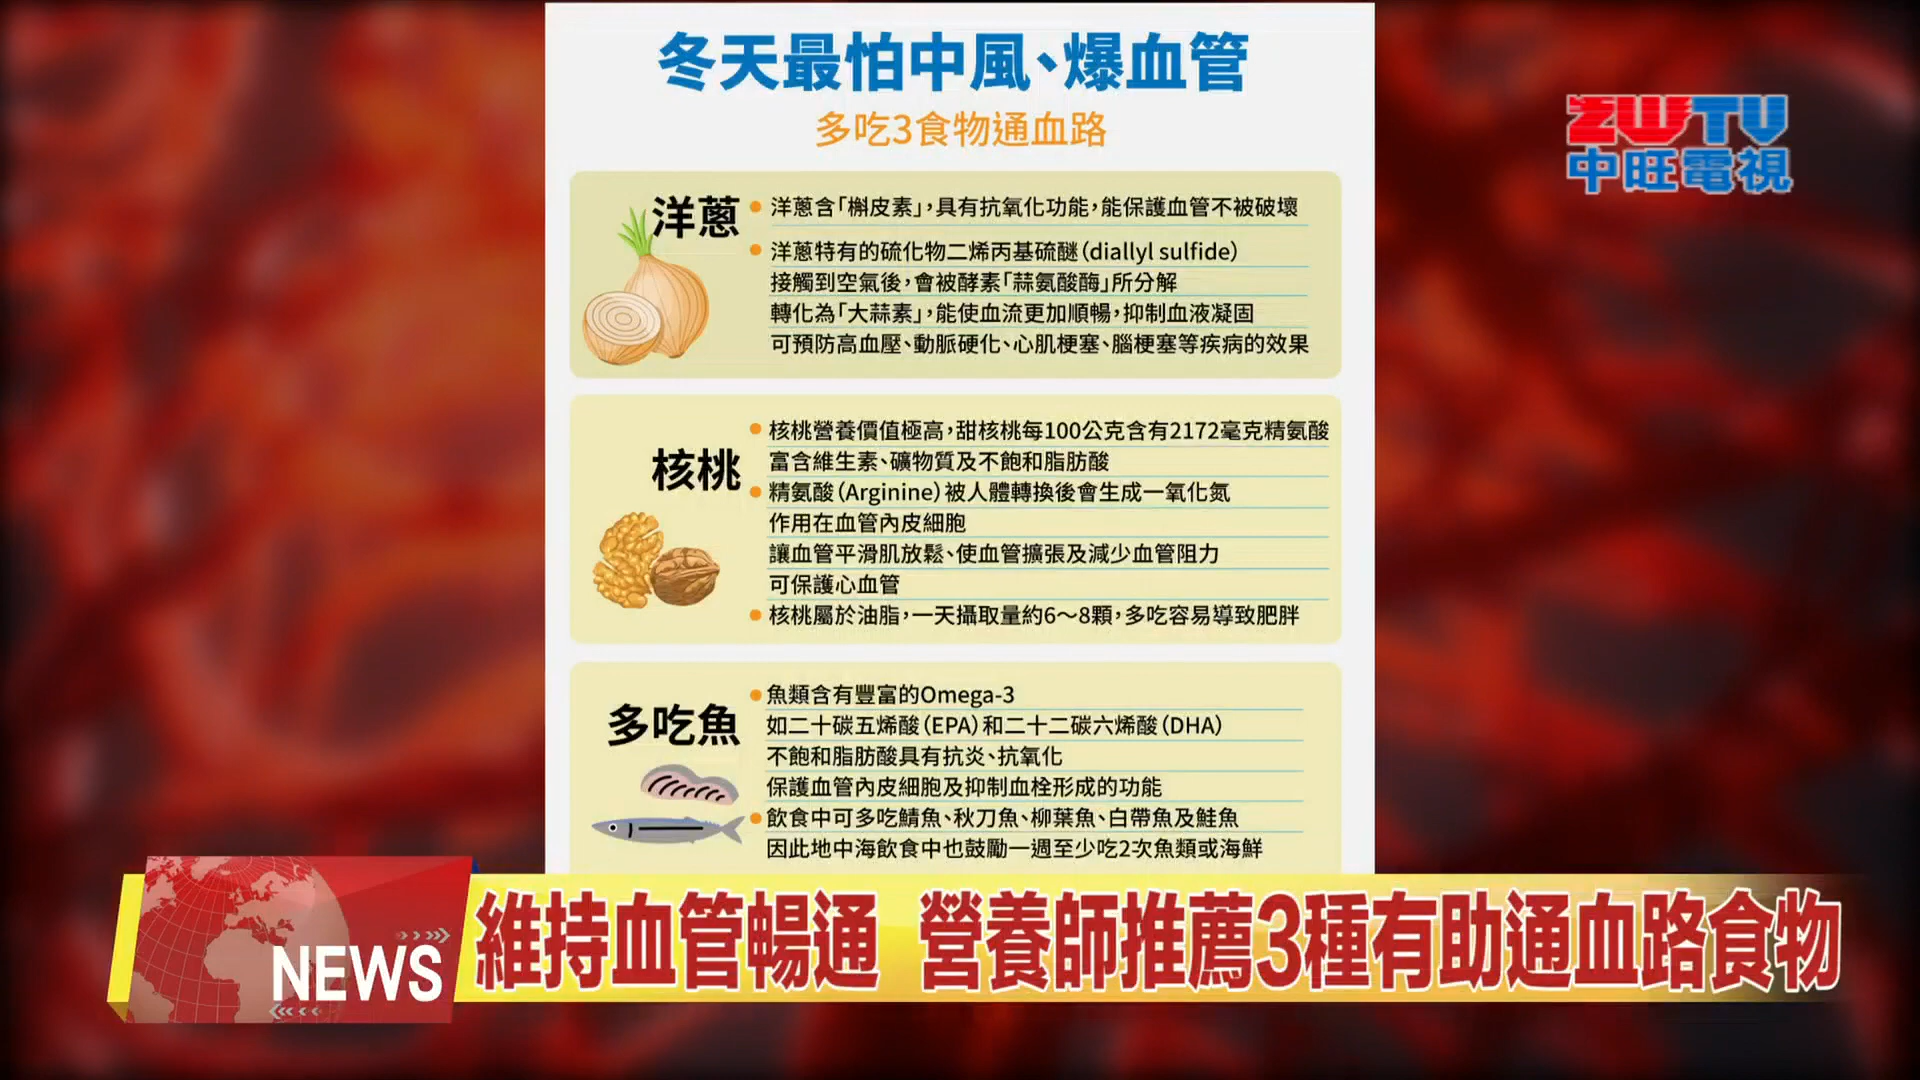 冬天最怕中風、爆血管
多吃3食物通血路
ZWTV
中旺電視
洋蔥
洋蔥含「槲皮素」,具有抗氧化功能,能保護血管不被破壞
洋蔥特有的硫化物二烯丙基硫醚(diallyl sulfide)
接觸到空氣後,會被酵素「蒜氨酸酶」所分解
轉化為「大蒜素」,能使血流更加順暢,抑制血液凝固
可預防高血壓、動脈硬化、心肌梗塞、腦梗塞等疾病的效果
核桃
核桃營養價值極高,甜核桃每100公克含有2172毫克精氨酸
富含維生素、礦物質及不飽和脂肪酸
精氨酸(Arginine)被人體轉換後會生成一氧化氮
作用在血管內皮細胞
讓血管平滑肌放鬆、使血管擴張及減少血管阻力
可保護心血管
核桃屬於油脂,一天攝取量約6～8顆,多吃容易導致肥胖
多吃魚
魚類含有豐富的Omega-3
如二十碳五烯酸(EPA)和二十二碳六烯酸(DHA)
不飽和脂肪酸具有抗炎、抗氧化
保護血管內皮細胞及抑制血栓形成的功能
飲食中可多吃鯖魚、秋刀魚、柳葉魚、白帶魚及鮭魚
因此地中海飲食中也鼓勵一週至少吃2次魚類或海鮮
NEWS
維持血管暢通 營養師推薦3種有助通血路食物